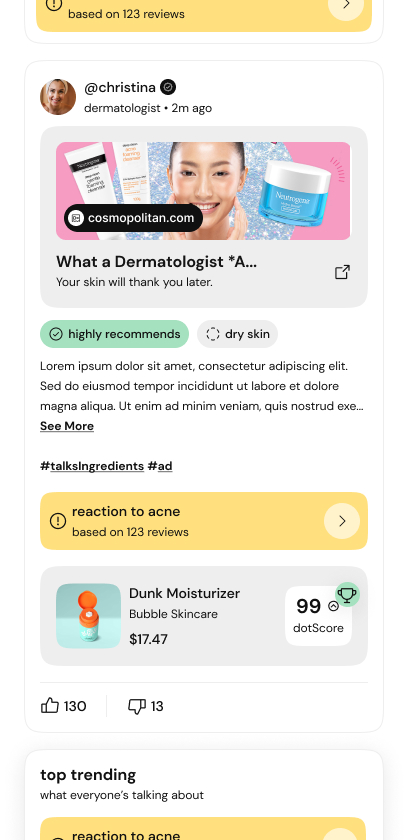 based on 123 reviews
@christina
dermatologist • 2m ago
Neutrogena
gentle
foaming
cleanser
Neutrogena
cosmopolitan.com
What a Dermatologist *A...
Your skin will thank you later.
highly recommends
dry skin
Lorem ipsum dolor sit amet, consectetur adipiscing elit.
Sed do eiusmod tempor incididunt ut labore et dolore
magna aliqua. Ut enim ad minim veniam, quis nostrud exe...
See More
#talksIngredients #ad
reaction to acne
based on 123 reviews
Dunk Moisturizer
Bubble Skincare
$17.47
99
dotScore
130
13
top trending
what everyone's talking about
reaction to acne